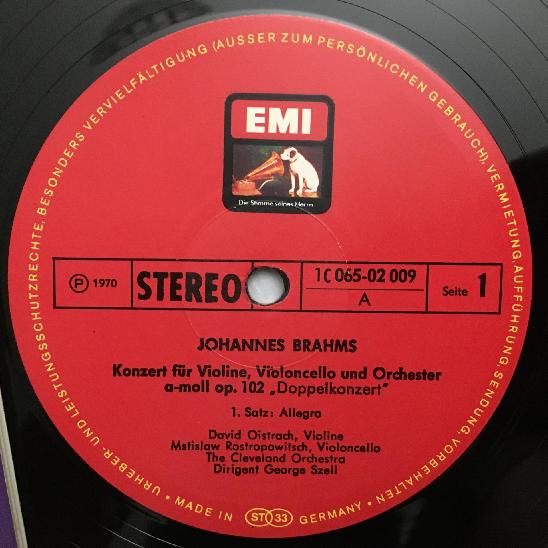 URHEBER- UND LEISTUNGSSCHUTZRECHTE, BESONDERS VERVIELFÄLTIGUNG (AUSSER ZUM PERSÖNLICHEN GEBRAUCH), VERMIETUNG, AUFFÜHRUNG, SENDUNG, VORBEHALTEN
EMI
Die Stimme seines Herrn
Ⓟ 1970
STEREO
1C 065-02 009
A
Seite 1
JOHANNES BRAHMS
Konzert für Violine, Violoncello und Orchester
a-moll op. 102 „Doppelkonzert"
1. Satz: Allegro
David Oistrach, Violine
Mstislaw Rostropowitsch, Violoncello
The Cleveland Orchestra
Dirigent George Szell
• MADE IN ST 33 GERMANY •